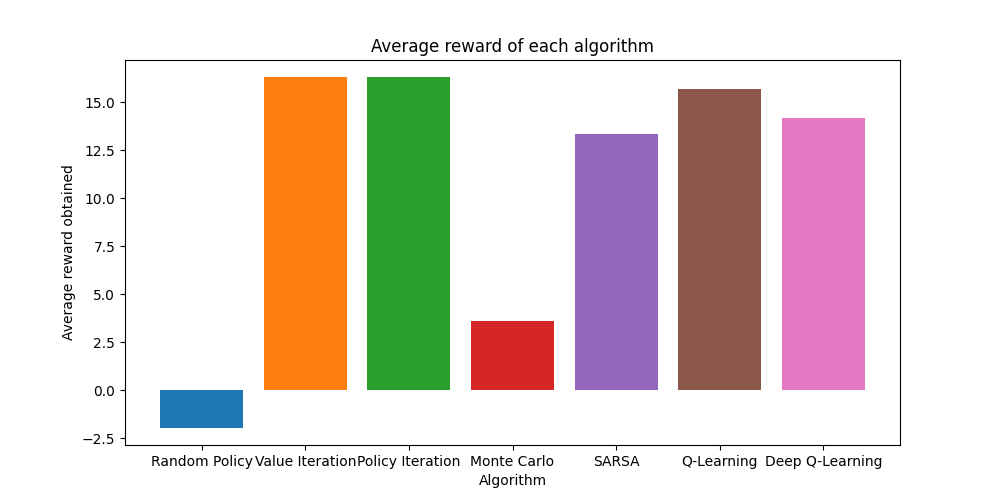 Average reward of each algorithm
Average reward obtained
15.0
12.5
10.0
7.5
5.0
2.5
0.0
−2.5
Random Policy Value Iteration Policy Iteration Monte Carlo SARSA Q-Learning Deep Q-Learning
Algorithm